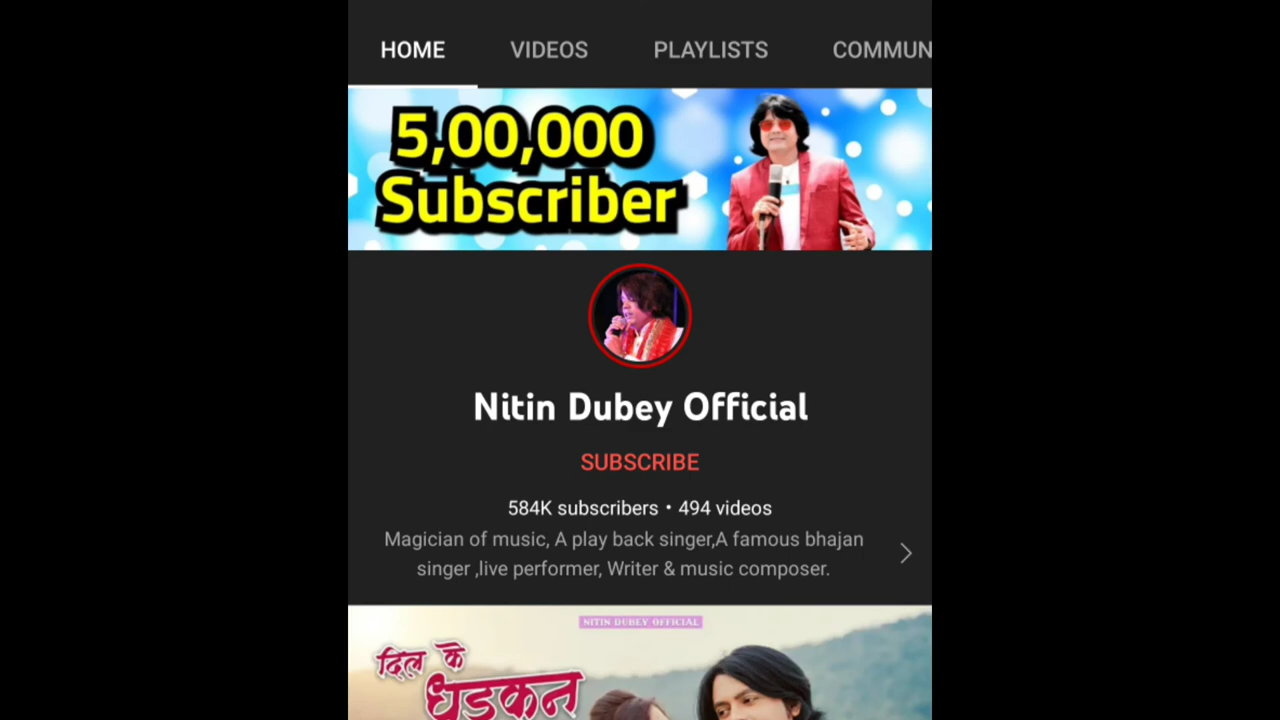 HOME VIDEOS PLAYLISTS COMMUN
5,00,000
Subscriber
Nitin Dubey Official
SUBSCRIBE
584K subscribers • 494 videos
Magician of music, A play back singer,A famous bhajan
singer ,live performer, Writer & music composer.
NITIN DUBEY OFFICIAL
दिल के
धड़कन